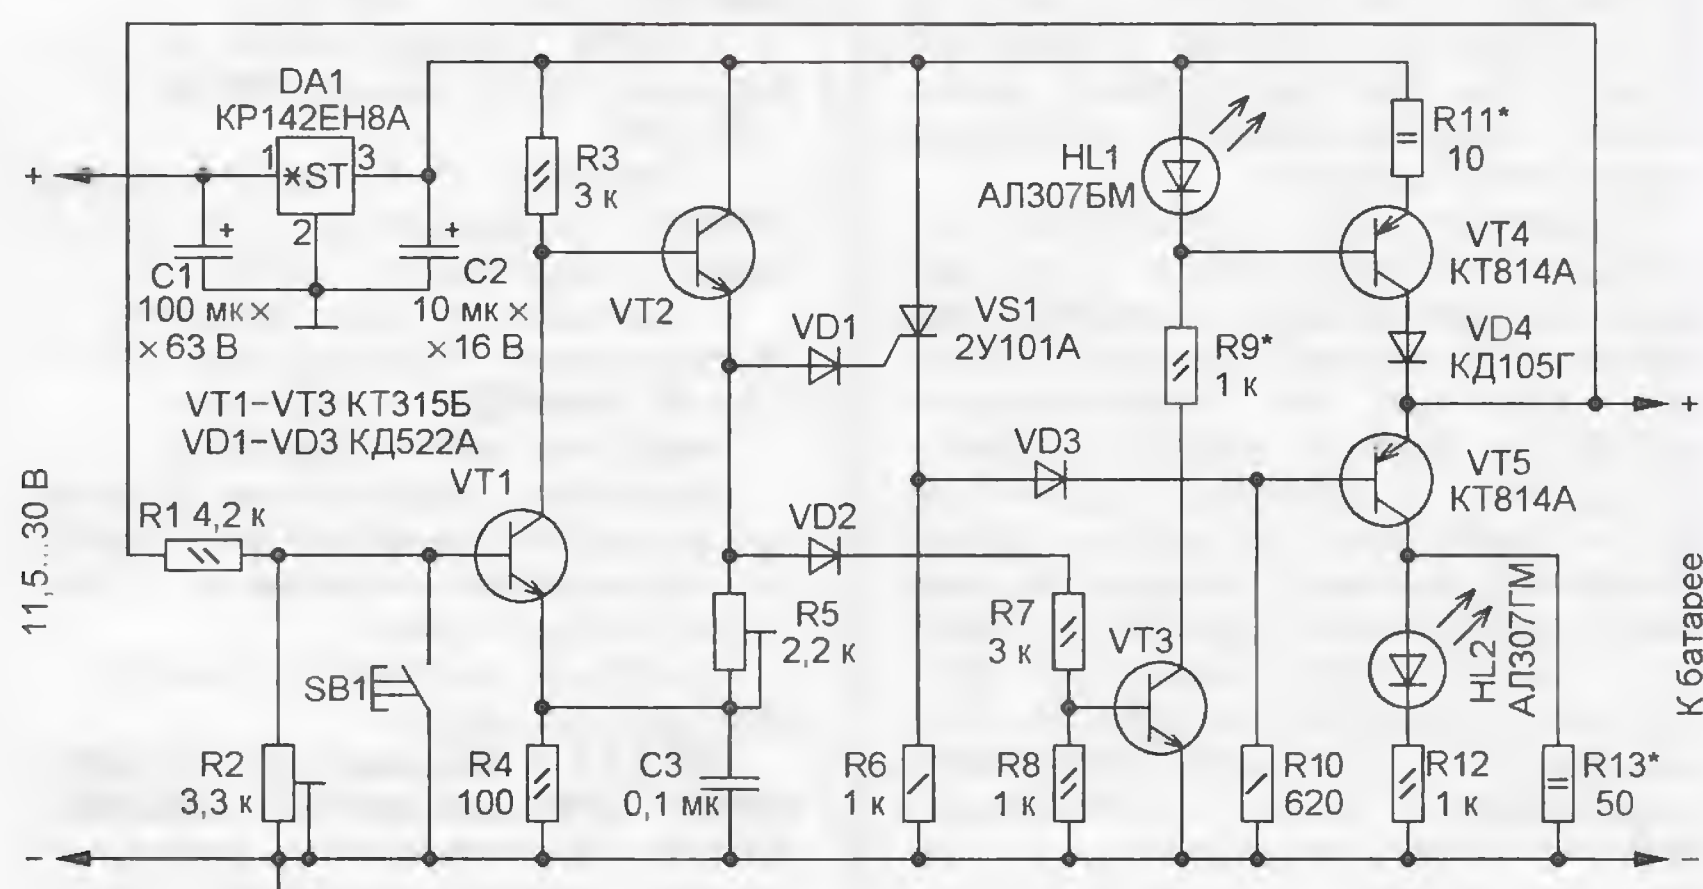 DA1
КР142ЕН8А
1
3
*ST
2
+
+
+
C1
100 мк ×
× 63 В
C2
10 мк ×
× 16 В
R3
3 к
VT2
VD1
VS1
2У101А
HL1
АЛ307БМ
R11*
10
VT4
КТ814А
VD4
КД105Г
R9*
1 к
+
VT1–VT3 КТ315Б
VD1–VD3 КД522А
VT1
R1 4,2 к
11,5...30 В
VD2
VD3
VT5
КТ814А
SB1
R5
2,2 к
R7
3 к
VT3
HL2
АЛ307ГМ
К батарее
R2
3,3 к
R4
100
C3
0,1 мк
R6
1 к
R8
1 к
R10
620
R12
1 к
R13*
50
-
-